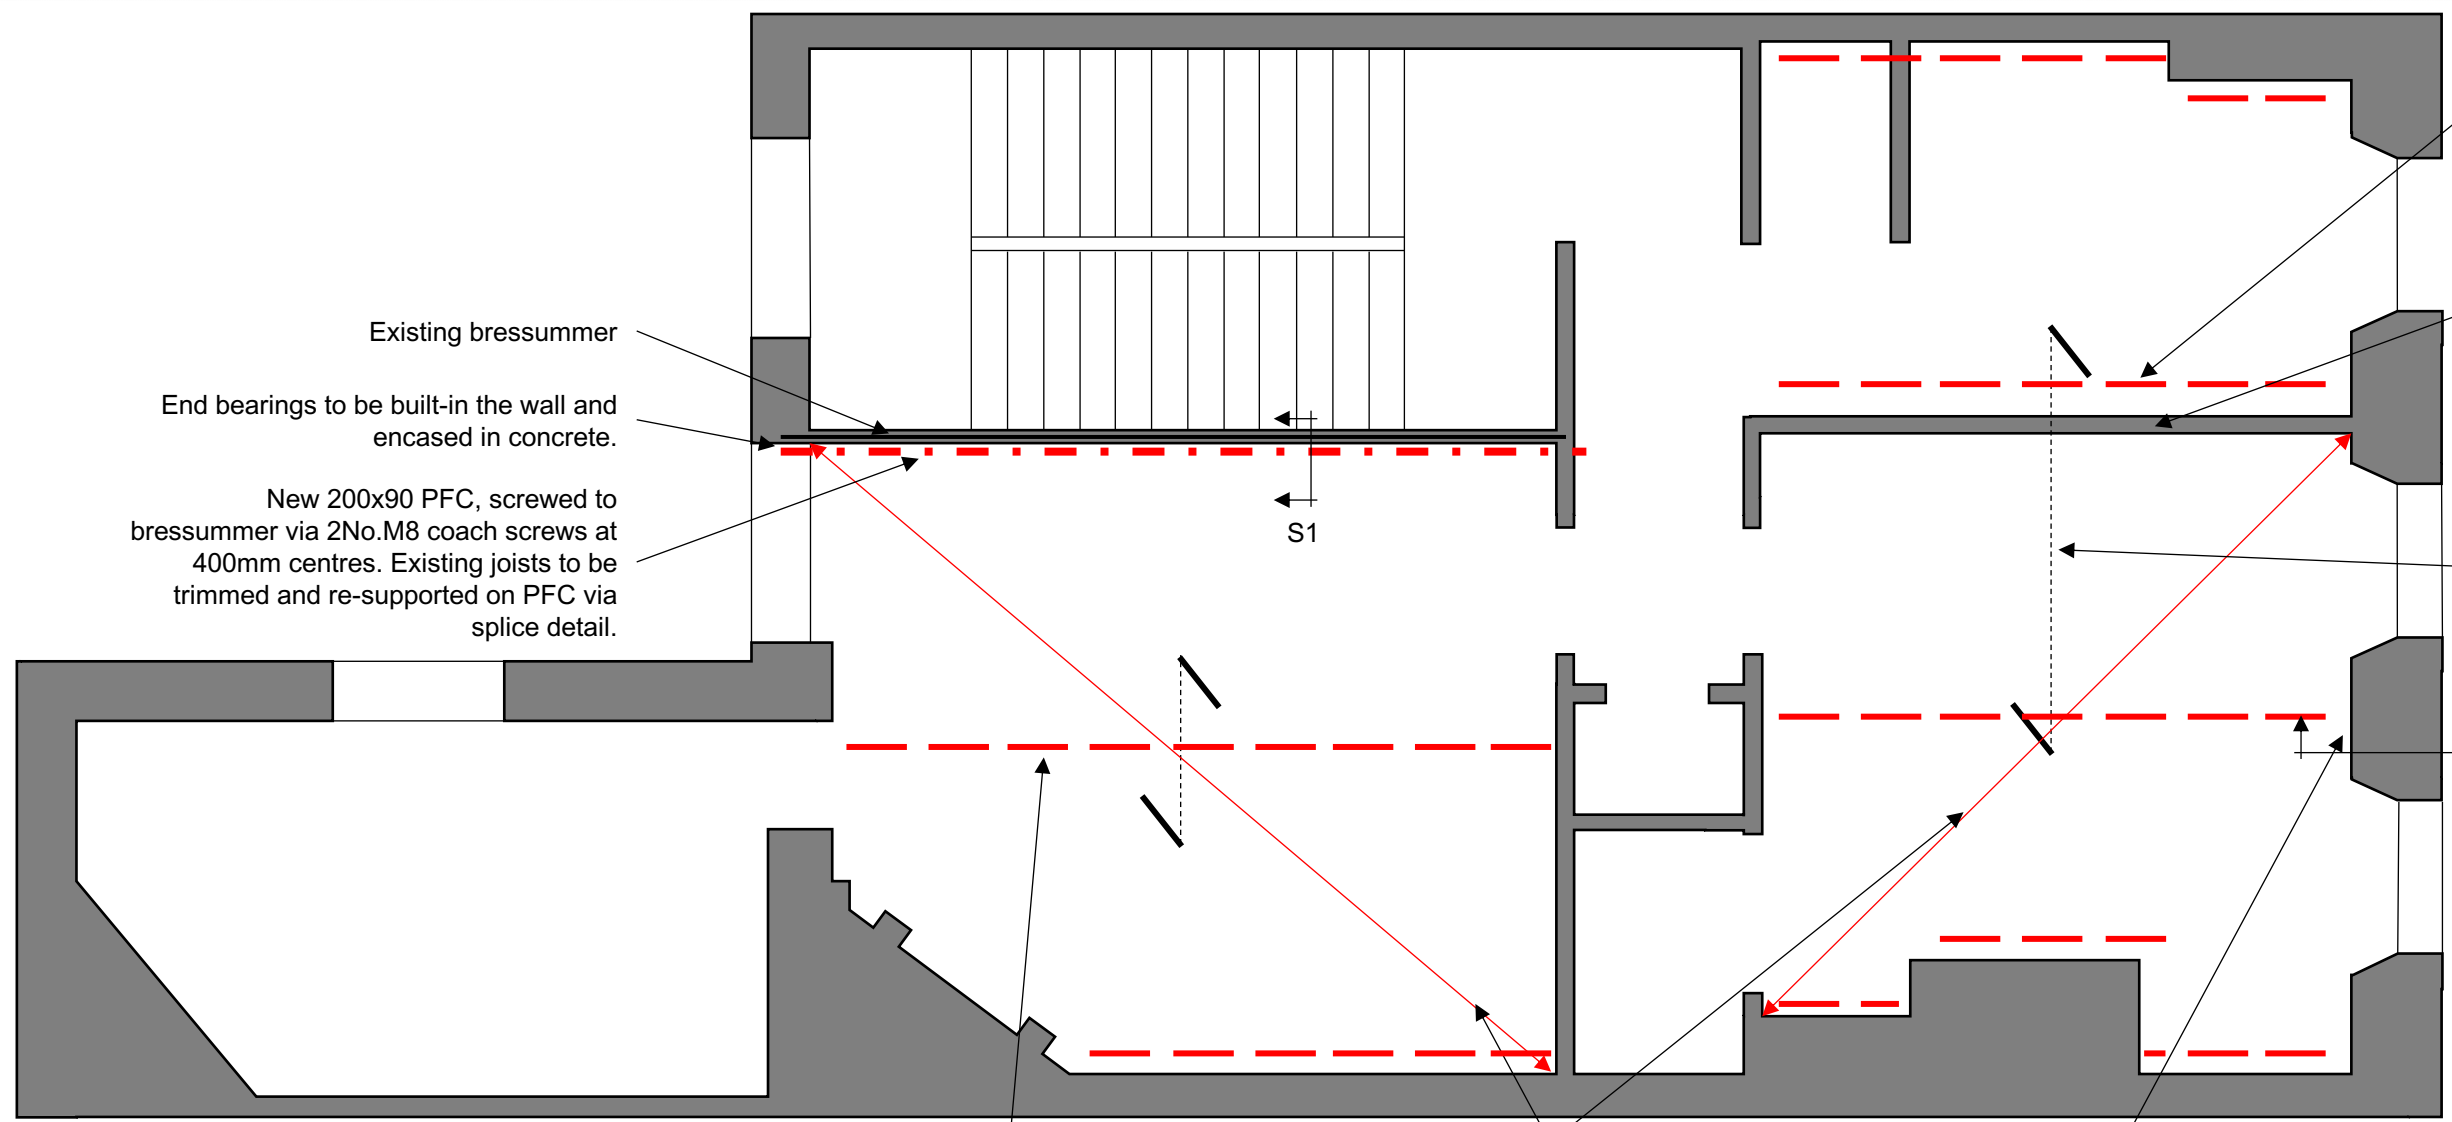 Existing bressummer
End bearings to be built-in the wall and
encased in concrete.
New 200x90 PFC, screwed to
bressummer via 2No.M8 coach screws at
400mm centres. Existing joists to be
trimmed and re-supported on PFC via
splice detail.
S1